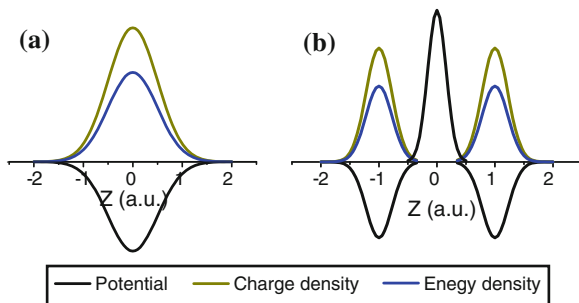 (a)
(b)
-2 -1 0 1 2
-2 -1 0 1 2
Z (a.u.)
Z (a.u.)
Potential Charge density Enegy density